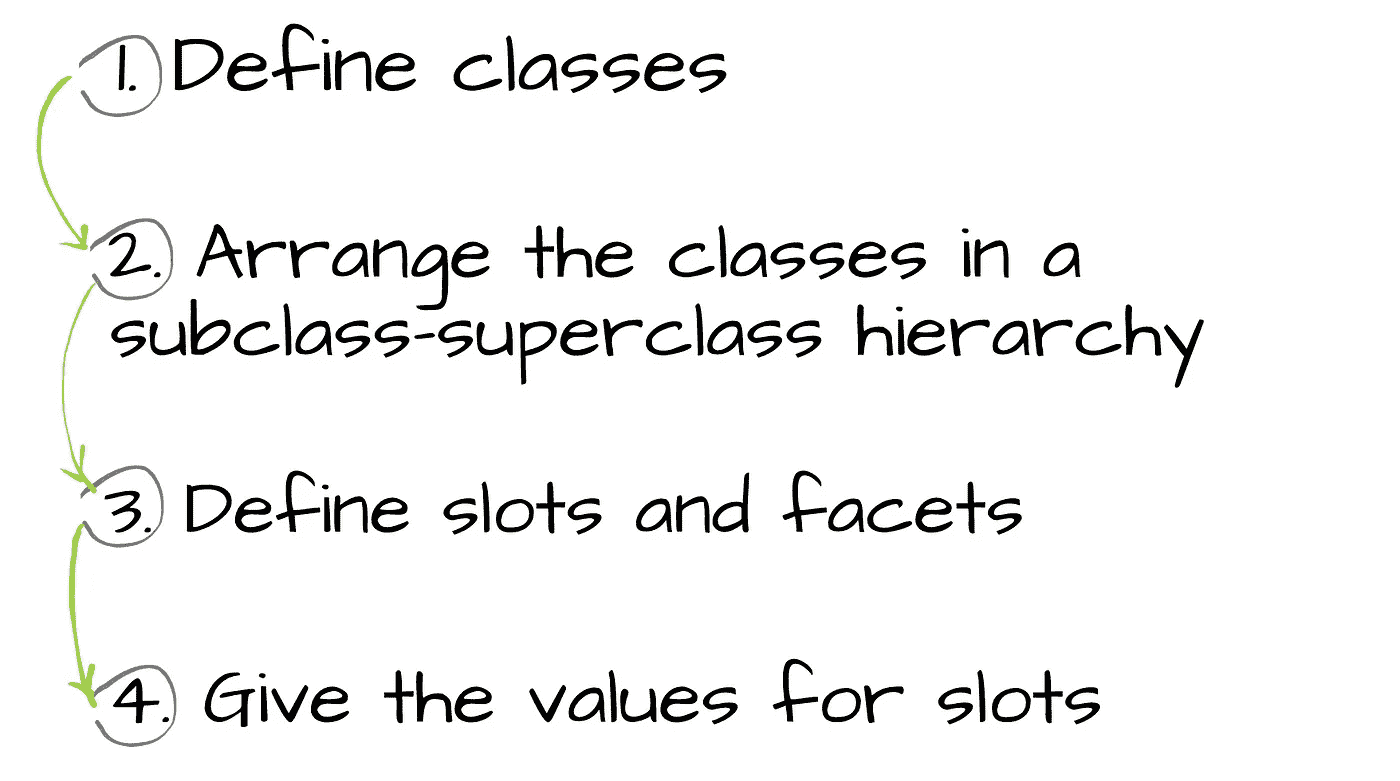 1. Define classes
2. Arrange the classes in a
subclass-superclass hierarchy
3. Define slots and facets
4. Give the values for slots